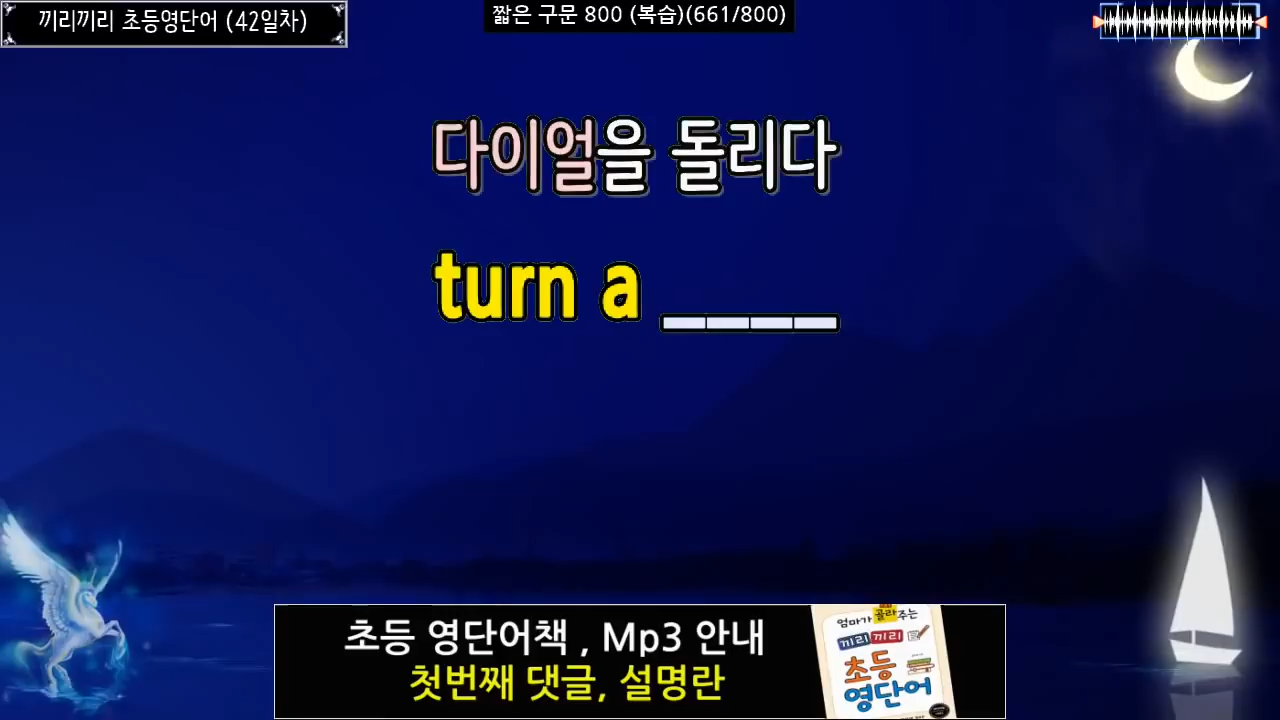 끼리끼리 초등영단어 (42일차)
짧은 구문 800 (복습)(661/800)
다이얼을 돌리다
turn a ____
초등 영단어책 , Mp3 안내
첫번째 댓글, 설명란
엄마가 골라주는
끼리끼리
초등
영단어